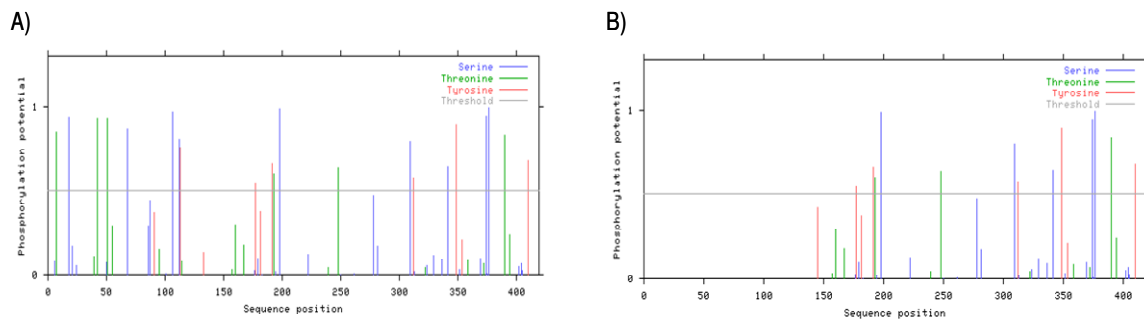 A)
Phosphorylation potential
1
0
Serine
Threonine
Tyrosine
Threshold
0 50 100 150 200 250 300 350 400
Sequence position
B)
Phosphorylation potential
1
0
Serine
Threonine
Tyrosine
Threshold
0 50 100 150 200 250 300 350 400
Sequence position